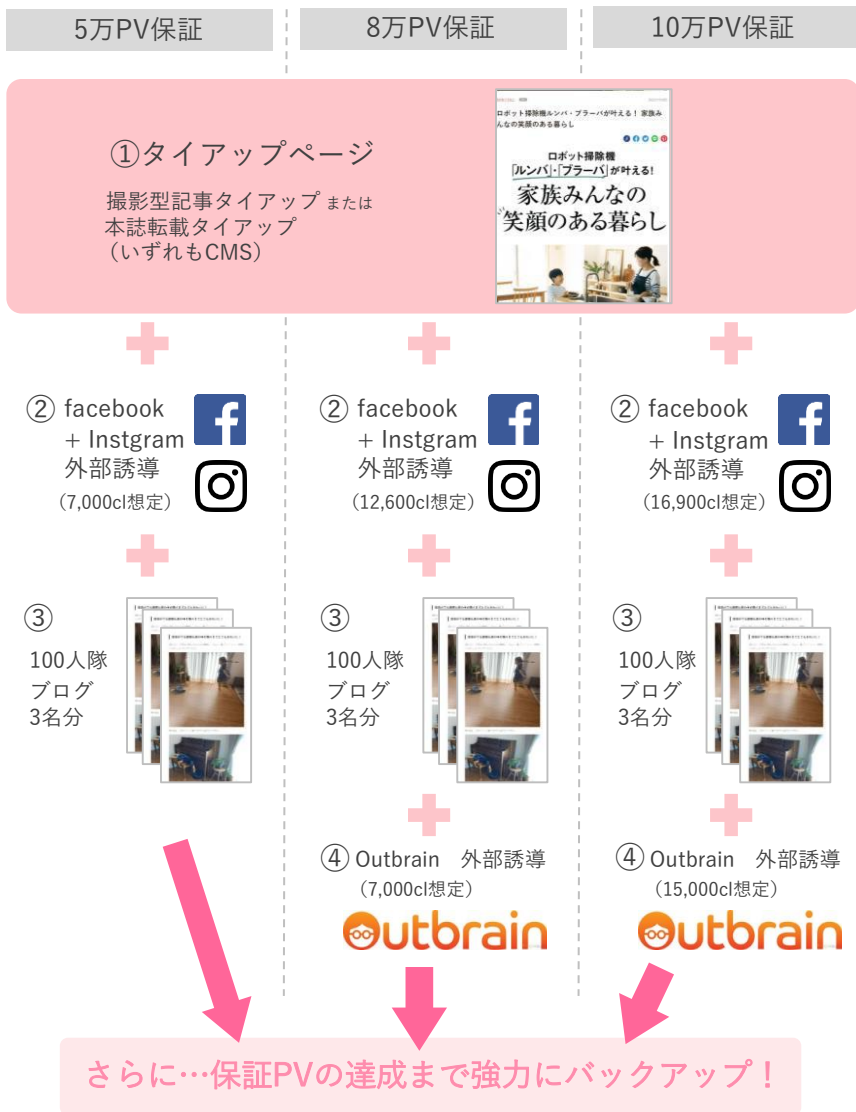 5万PV保証
8万PV保証
10万PV保証
①タイアップページ
撮影型記事タイアップ または
本誌転載タイアップ
（いずれもCMS）
ロボット掃除機ルンバ・ブラーバが叶える！ 家族み
んなの笑顔のある暮らし
ロボット掃除機
「ルンバ」・「ブラーバ」が叶える!
家族みんなの
笑顔のある暮らし
② facebook
+ Instgram
外部誘導
（7,000cl想定）
② facebook
+ Instgram
外部誘導
（12,600cl想定）
② facebook
+ Instgram
外部誘導
（16,900cl想定）
③
100人隊
ブログ
3名分
③
100人隊
ブログ
3名分
③
100人隊
ブログ
3名分
④ Outbrain　外部誘導
（7,000cl想定）
Outbrain
④ Outbrain　外部誘導
（15,000cl想定）
Outbrain
さらに…保証PVの達成まで強力にバックアップ！